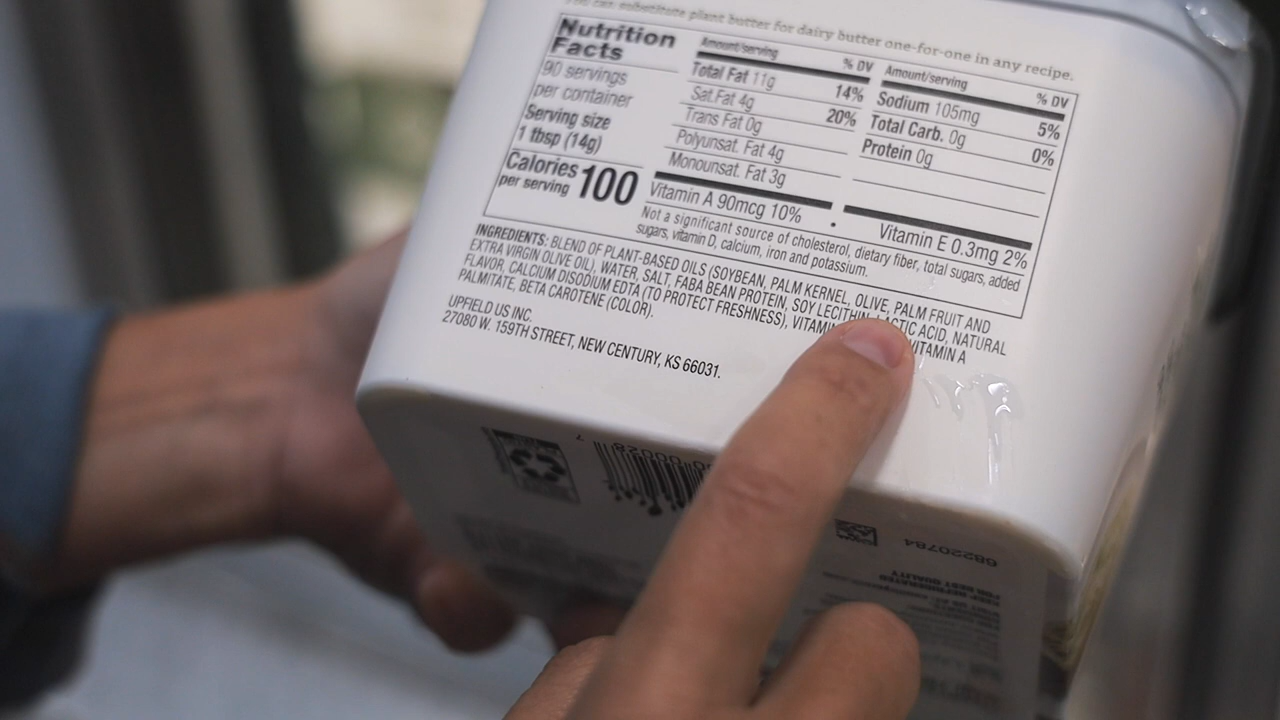 can substitute plant butter for dairy butter one-for-one in any recipe.
Nutrition
Facts
90 servings
per container
Serving size
1 tbsp (14g)
Calories
per serving 100
Amount/serving % DV
Total Fat 11g 14%
Sat.Fat 4g 20%
Trans Fat 0g
Polyunsat. Fat 4g
Monounsat. Fat 3g
Amount/serving % DV
Sodium 105mg 5%
Total Carb. 0g 0%
Protein 0g
Vitamin A 90mcg 10% • Vitamin E 0.3mg 2%
Not a significant source of cholesterol, dietary fiber, total sugars, added
sugars, vitamin D, calcium, iron and potassium.
INGREDIENTS: BLEND OF PLANT-BASED OILS (SOYBEAN, PALM KERNEL, OLIVE, PALM FRUIT AND
EXTRA VIRGIN OLIVE OIL), WATER, SALT, FABA BEAN PROTEIN, SOY LECITHIN, LACTIC ACID, NATURAL
FLAVOR, CALCIUM DISODIUM EDTA (TO PROTECT FRESHNESS), VITAMIN VITAMIN A
PALMITATE, BETA CAROTENE (COLOR).
UPFIELD US INC.
27080 W. 159TH STREET, NEW CENTURY, KS 66031.
68220784
FOR BEST QUALITY
KEEP REFRIGERATED